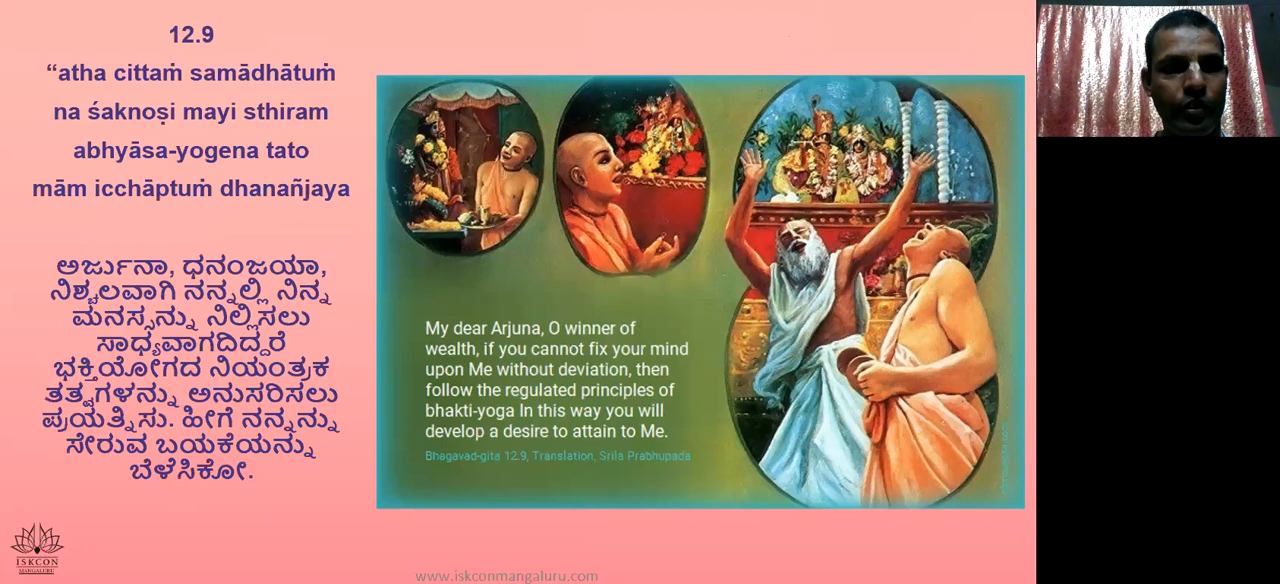 12.9
“atha cittaṁ samādhātuṁ
na śaknoṣi mayi sthiram
abhyāsa-yogena tato
mām icchāptuṁ dhanañjaya
ಅರ್ಜುನಾ, ಧನಂಜಯಾ,
ನಿಶ್ಚಲವಾಗಿ ನನ್ನಲ್ಲಿ ನಿನ್ನ
ಮನಸ್ಸನ್ನು ನಿಲ್ಲಿಸಲು
ಸಾಧ್ಯವಾಗದಿದ್ದರೆ
ಭಕ್ತಿಯೋಗದ ನಿಯಂತ್ರಕ
ತತ್ವಗಳನ್ನು ಅನುಸರಿಸಲು
ಪ್ರಯತ್ನಿಸು. ಹೀಗೆ ನನ್ನನ್ನು
ಸೇರುವ ಬಯಕೆಯನ್ನು
ಬೆಳೆಸಿಕೋ.
My dear Arjuna, O winner of
wealth, if you cannot fix your mind
upon Me without deviation, then
follow the regulated principles of
bhakti-yoga In this way you will
develop a desire to attain to Me.
Bhagavad-gita 12.9, Translation, Srila Prabhupada
ISKCON
MANGALURU
www.iskconmangaluru.com